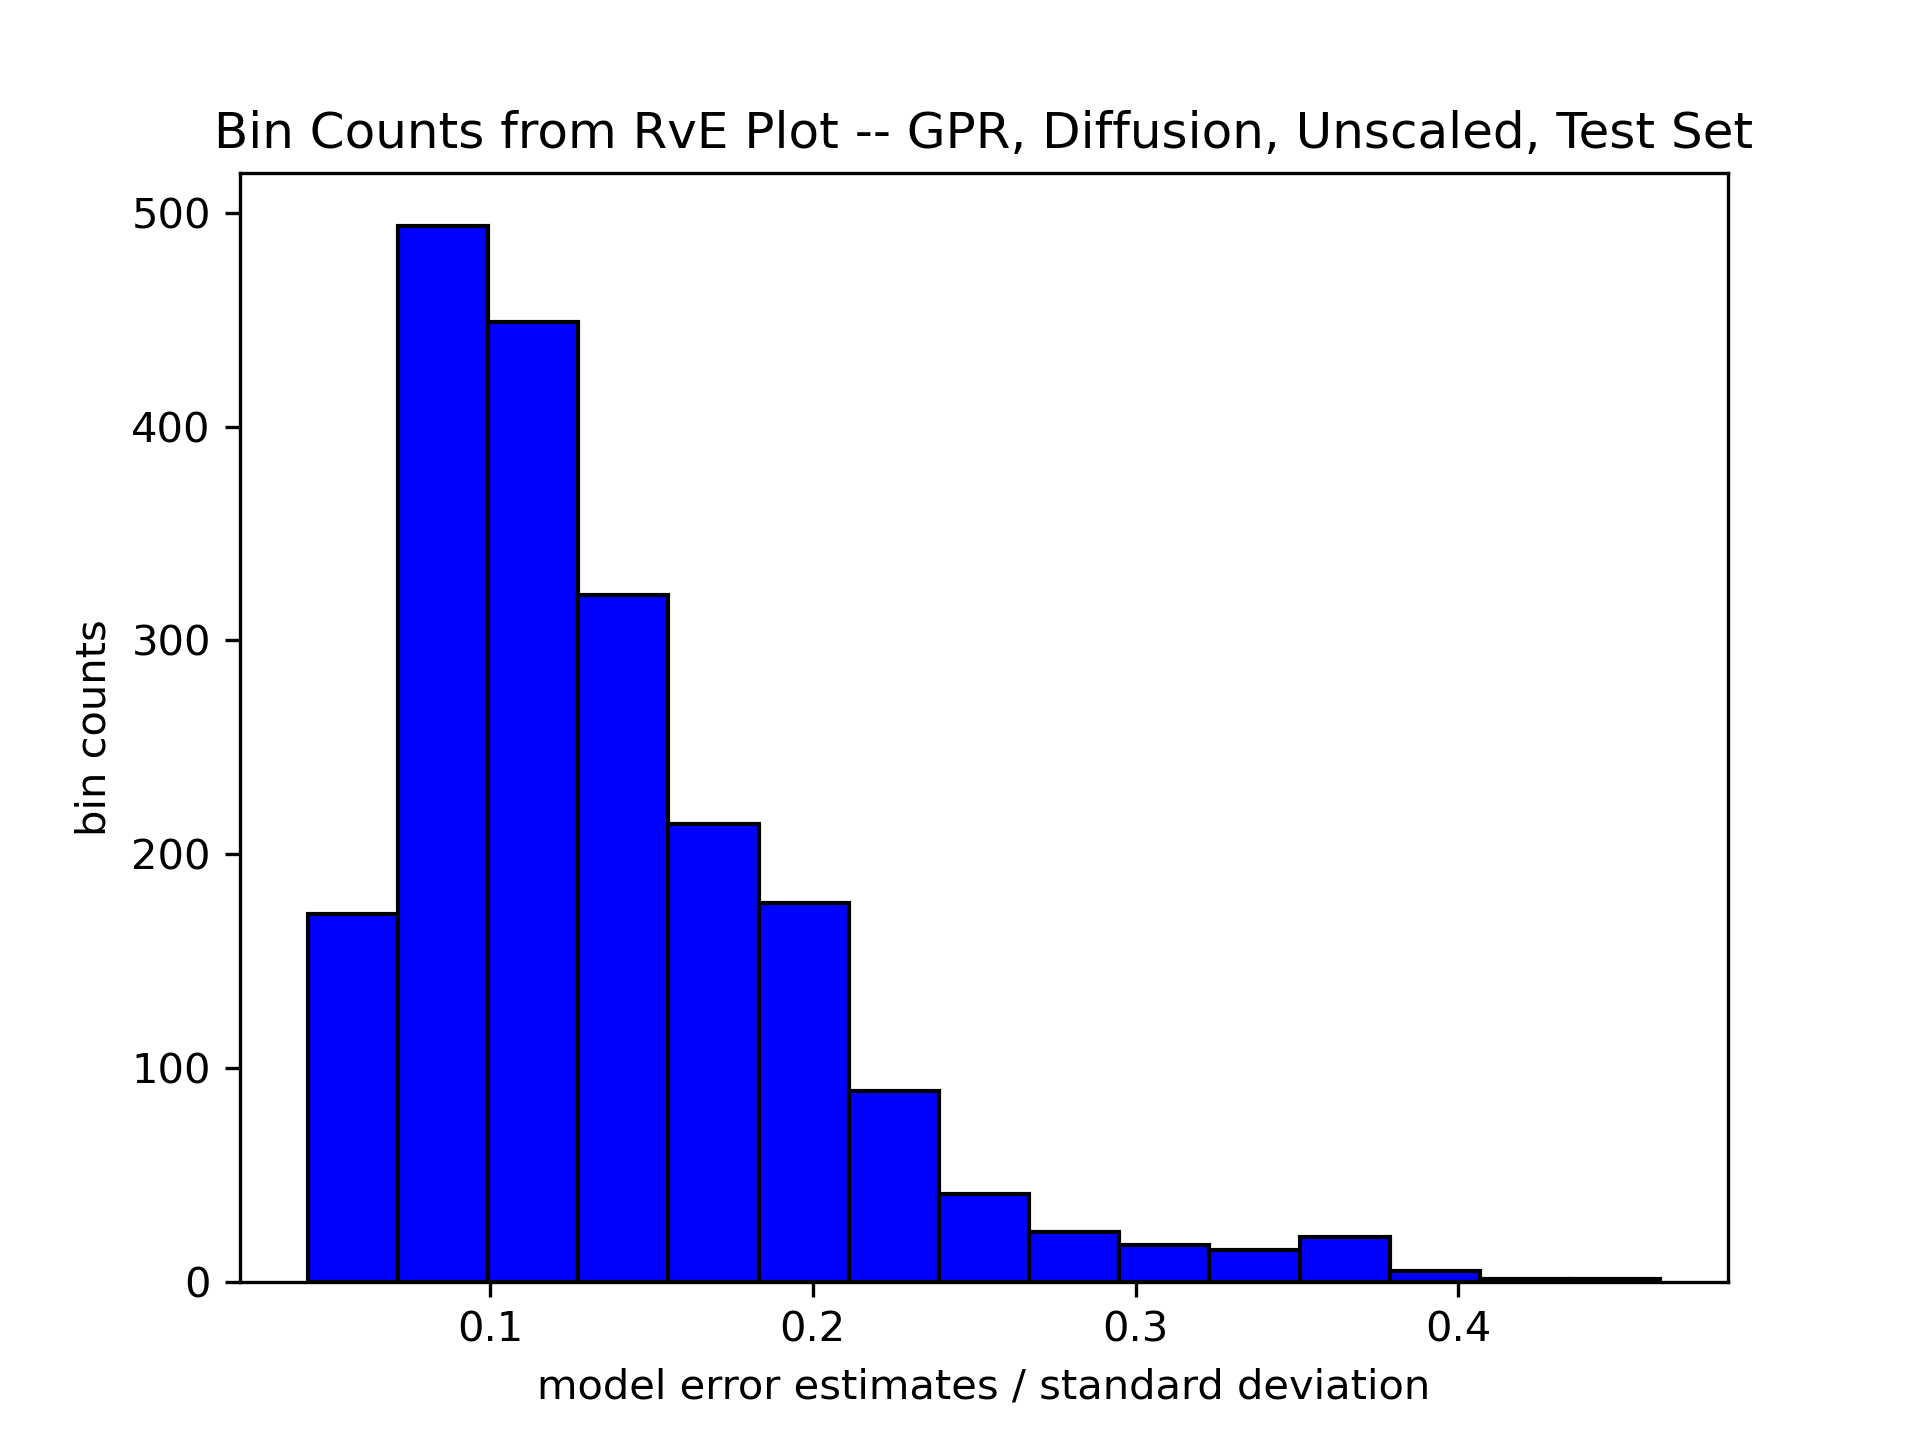 Bin Counts from RvE Plot -- GPR, Diffusion, Unscaled, Test Set
500
400
300
200
100
0
bin counts
0.1 0.2 0.3 0.4
model error estimates / standard deviation